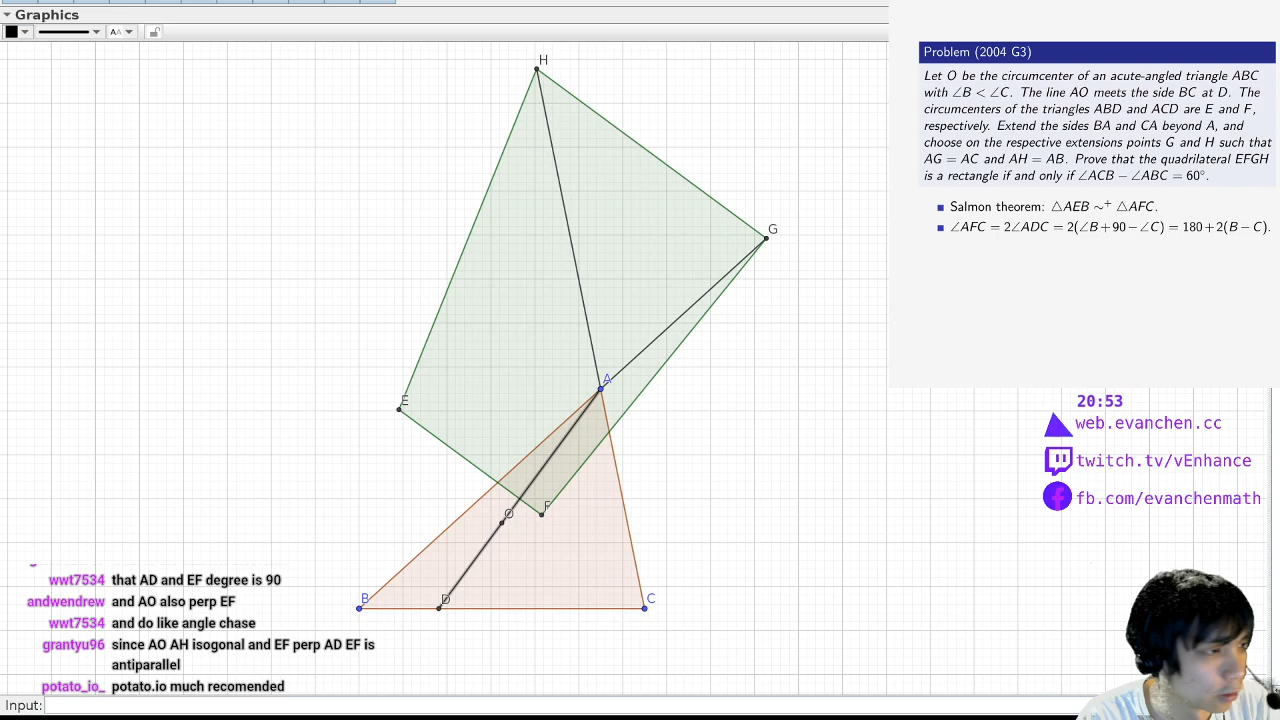 Graphics
AA
H
G
A
E
O
F
B
D
C
Problem (2004 G3)
Let O be the circumcenter of an acute-angled triangle ABC
with ∠B < ∠C. The line AO meets the side BC at D. The
circumcenters of the triangles ABD and ACD are E and F,
respectively. Extend the sides BA and CA beyond A, and
choose on the respective extensions points G and H such that
AG = AC and AH = AB. Prove that the quadrilateral EFGH
is a rectangle if and only if ∠ACB − ∠ABC = 60°.
Salmon theorem: △AEB ∼⁺ △AFC.
∠AFC = 2∠ADC = 2(∠B+90−∠C) = 180+2(B−C).
20:53
web.evanchen.cc
twitch.tv/vEnhance
fb.com/evanchenmath
wwt7534 that AD and EF degree is 90
andwendrew and AO also perp EF
wwt7534 and do like angle chase
grantyu96 since AO AH isogonal and EF perp AD EF is
antiparallel
potato_io_ potato.io much recomended
Input: